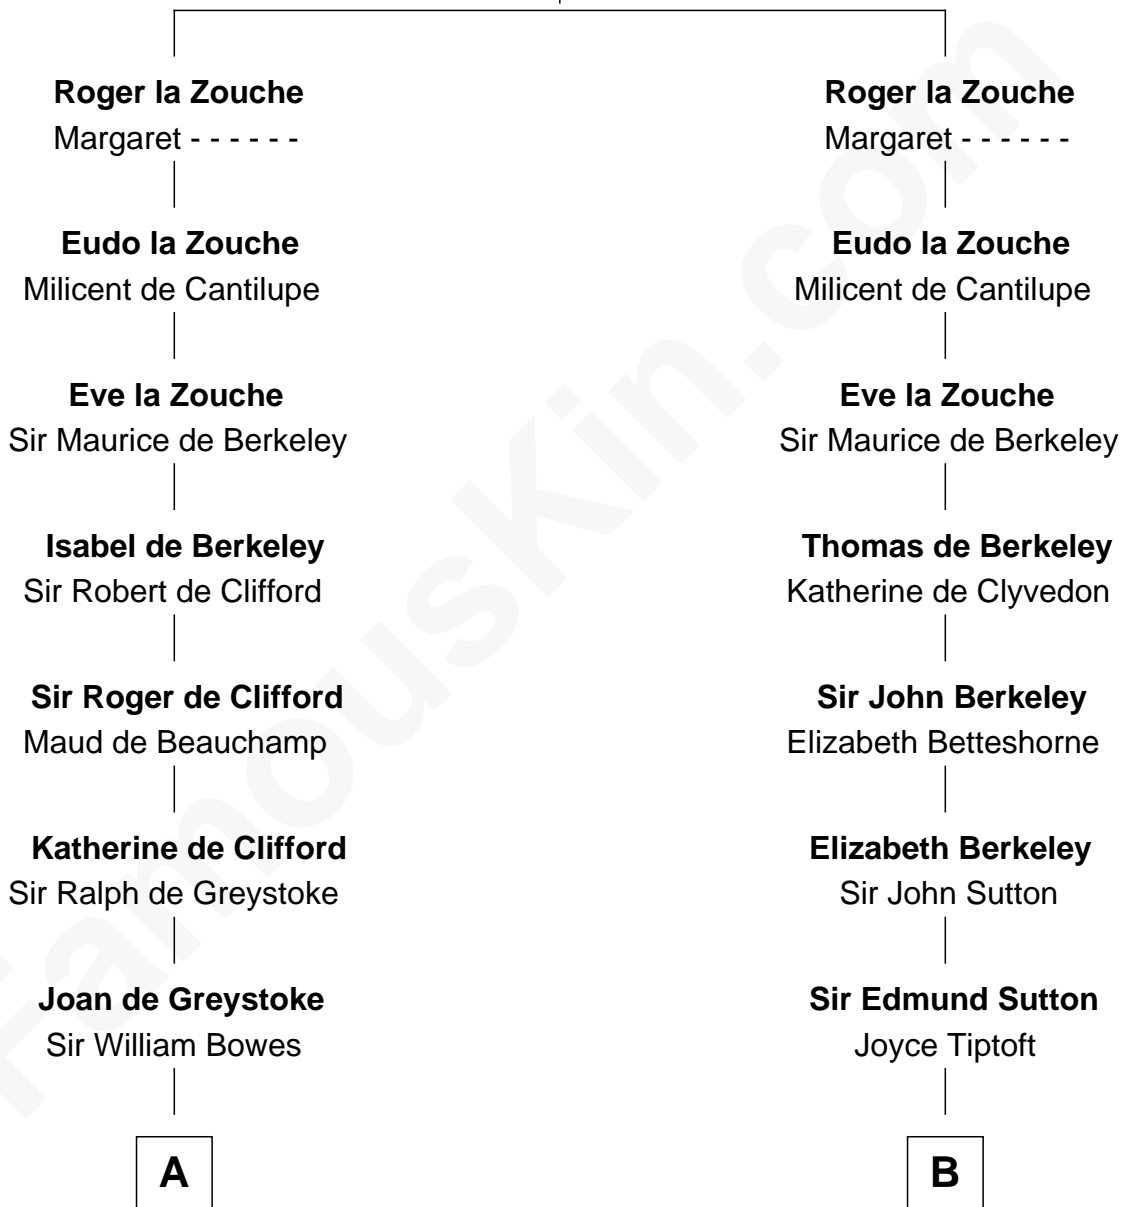 Roger la Zouche
Margaret - - - - - -
Eudo la Zouche
Milicent de Cantilupe
Eve la Zouche
Sir Maurice de Berkeley
Isabel de Berkeley
Sir Robert de Clifford
Sir Roger de Clifford
Maud de Beauchamp
Katherine de Clifford
Sir Ralph de Greystoke
Joan de Greystoke
Sir William Bowes
A
Roger la Zouche
Margaret - - - - - -
Eudo la Zouche
Milicent de Cantilupe
Eve la Zouche
Sir Maurice de Berkeley
Thomas de Berkeley
Katherine de Clyvedon
Sir John Berkeley
Elizabeth Betteshorne
Elizabeth Berkeley
Sir John Sutton
Sir Edmund Sutton
Joyce Tiptoft
B
FamousKin.com